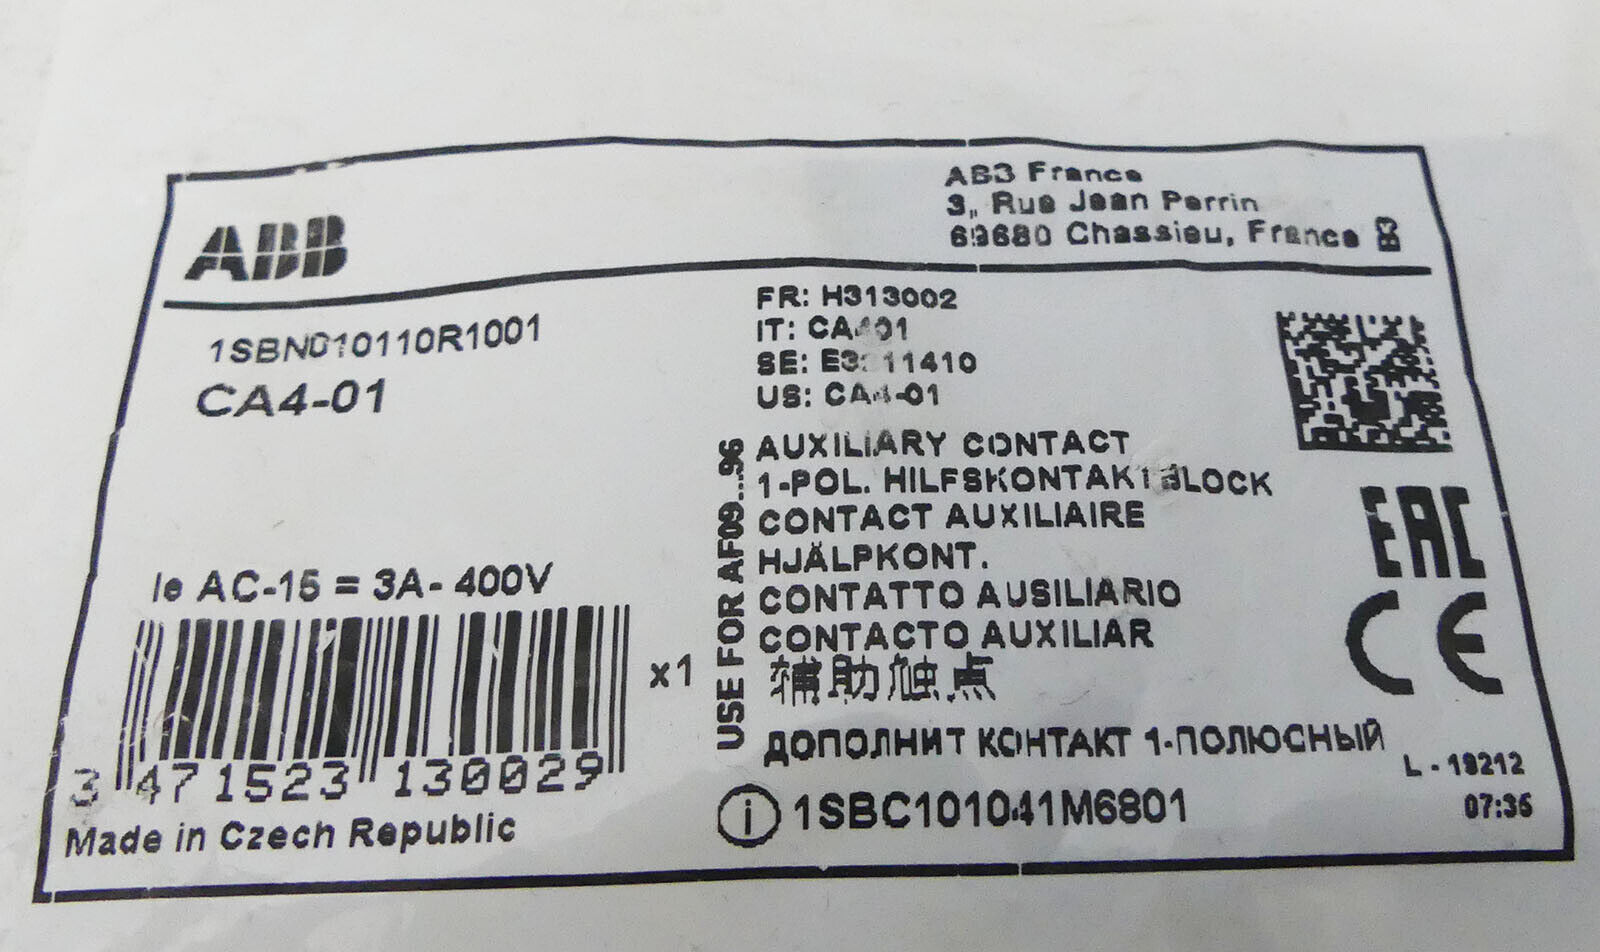 ABB
ABB France
3, Rue Jean Perrin
69680 Chassieu, France
1SBN010110R1001
CA4-01
FR: H313002
IT: CA401
SE: E3211410
US: CA4-01
USE FOR AF09...96
AUXILIARY CONTACT
1-POL. HILFSKONTAKTBLOCK
CONTACT AUXILIAIRE
HJÄLPKONT.
CONTATTO AUSILIARIO
CONTACTO AUXILIAR
補助触点
ДОПОЛНИТ КОНТАКТ 1-ПОЛЮСНЫЙ
Ie AC-15 = 3A - 400V
x1
3 471523 130029
Made in Czech Republic
i 1SBC101041M6801
EAC
CE
L - 19212
07:35